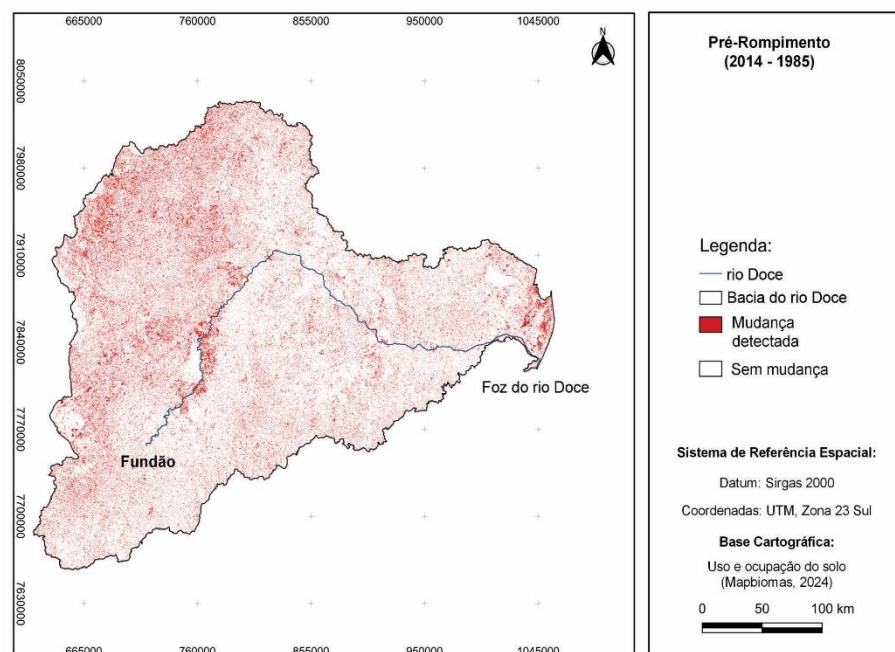 665000 760000 855000 950000 1045000
N
8050000
7980000
7910000
7840000
7770000
7700000
7630000
Foz do rio Doce
Fundão
665000 760000 855000 950000 1045000
Pré-Rompimento
(2014 - 1985)
Legenda:
rio Doce
Bacia do rio Doce
Mudança
detectada
Sem mudança
Sistema de Referência Espacial:
Datum: Sirgas 2000
Coordenadas: UTM, Zona 23 Sul
Base Cartográfica:
Uso e ocupação do solo
(Mapbiomas, 2024)
0 50 100 km